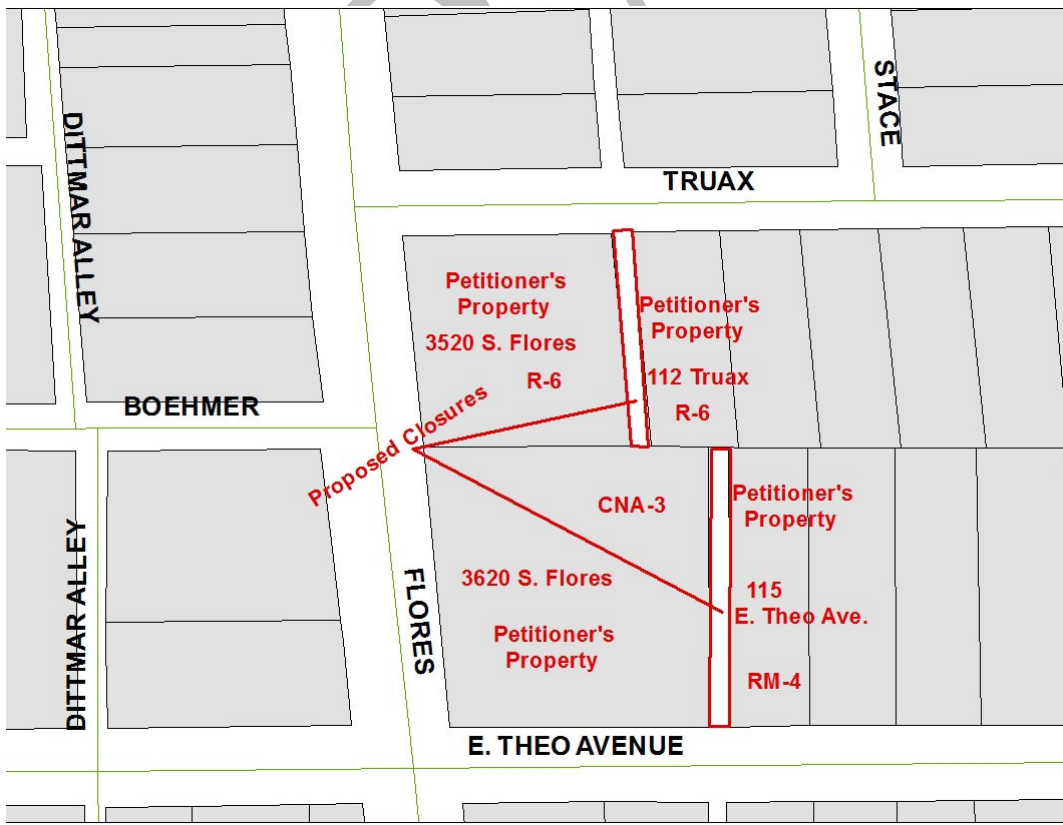 STACE
DITTMAR ALLEY
TRUAX
Petitioner's
Property
3520 S. Flores
R-6
Petitioner's
Property
112 Truax
R-6
BOEHMER
Proposed Closures
CNA-3
Petitioner's
Property
3620 S. Flores
Petitioner's
Property
115
E. Theo Ave.
RM-4
DITTMAR ALLEY
FLORES
E. THEO AVENUE